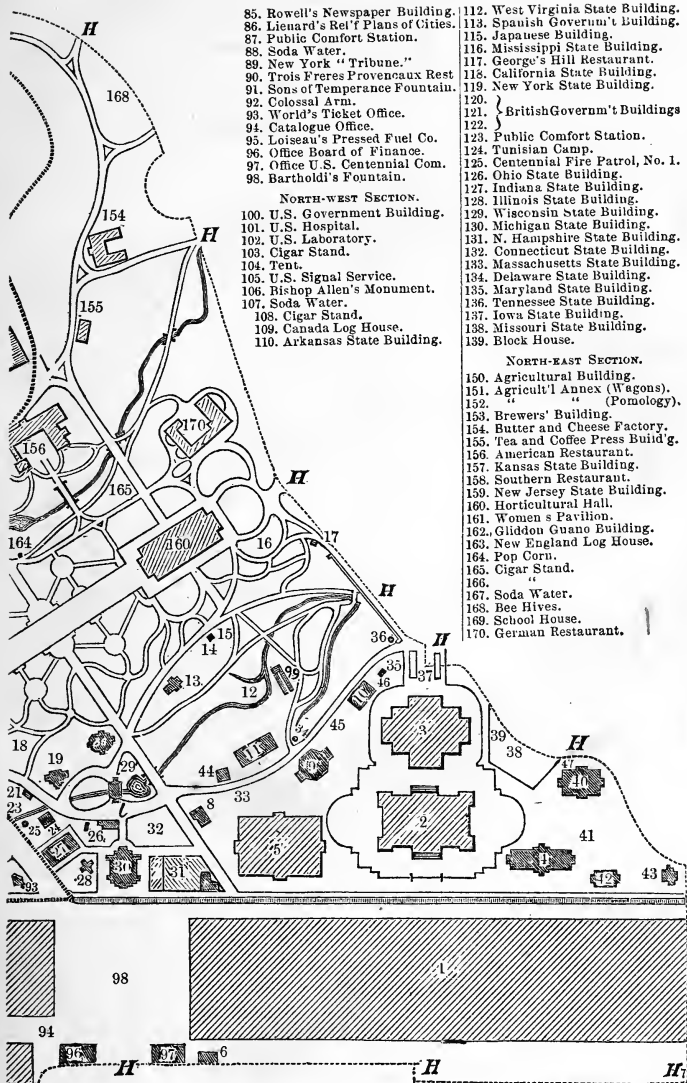 85. Rowell's Newspaper Building.
86. Lienard's Rel'f Plans of Cities.
87. Public Comfort Station.
88. Soda Water.
89. New York "Tribune."
90. Trois Freres Provencaux Rest
91. Sons of Temperance Fountain.
92. Colossal Arm.
93. World's Ticket Office.
94. Catalogue Office.
95. Loiseau's Pressed Fuel Co.
96. Office Board of Finance.
97. Office U.S. Centennial Com.
98. Bartholdi's Fountain.
NORTH-WEST SECTION.
100. U.S. Government Building.
101. U.S. Hospital.
102. U.S. Laboratory.
103. Cigar Stand.
104. Tent.
105. U.S. Signal Service.
106. Bishop Allen's Monument.
107. Soda Water.
108. Cigar Stand.
109. Canada Log House.
110. Arkansas State Building.
112. West Virginia State Building.
113. Spanish Governm't Building.
115. Japanese Building.
116. Mississippi State Building.
117. George's Hill Restaurant.
118. California State Building.
119. New York State Building.
120.
121. } British Governm't Buildings
122.
123. Public Comfort Station.
124. Tunisian Camp.
125. Centennial Fire Patrol, No. 1.
126. Ohio State Building.
127. Indiana State Building.
128. Illinois State Building.
129. Wisconsin State Building.
130. Michigan State Building.
131. N. Hampshire State Building.
132. Connecticut State Building.
133. Massachusetts State Building.
134. Delaware State Building.
135. Maryland State Building.
136. Tennessee State Building.
137. Iowa State Building.
138. Missouri State Building.
139. Block House.
NORTH-EAST SECTION.
150. Agricultural Building.
151. Agricult'l Annex (Wagons).
152. " " (Pomology).
153. Brewers' Building.
154. Butter and Cheese Factory.
155. Tea and Coffee Press Build'g.
156. American Restaurant.
157. Kansas State Building.
158. Southern Restaurant.
159. New Jersey State Building.
160. Horticultural Hall.
161. Women s Pavilion.
162. Gliddon Guano Building.
163. New England Log House.
164. Pop Corn.
165. Cigar Stand.
166. "
167. Soda Water.
168. Bee Hives.
169. School House.
170. German Restaurant.
H
168
154
H
155
170
156
H
165
164
160
16
17
H
36
H
15
14
35
37
13
12
99
46
10
3
45
39
38
H
18
34
47
40
19
29
11
44
21
23
8
33
2
41
25
24
26
32
5
4
27
30
31
28
42
43
93
98
1
94
96
97
6
H
H
H